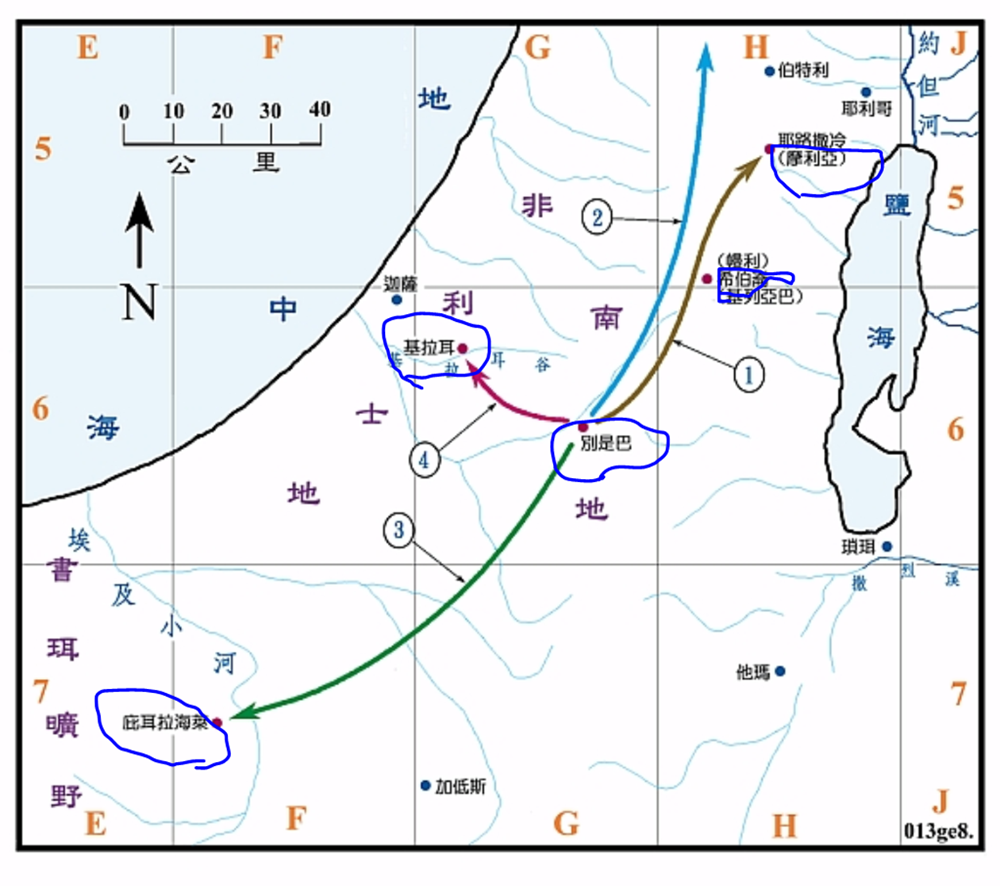 E
F
G
H
J
約但河
伯特利
耶利哥
0 10 20 30 40
公里
地中海
5
耶路撒冷
(摩利亞)
鹽海
5
非利士地
2
N
迦薩
(幔利)
希伯崙
(基列亞巴)
南地
基拉耳
基拉耳谷
1
6
6
別是巴
4
3
瑣珥
撒烈溪
埃及小河
書珥曠野
7
他瑪
7
庇耳拉海萊
加低斯
E
F
G
H
J
013ge8.